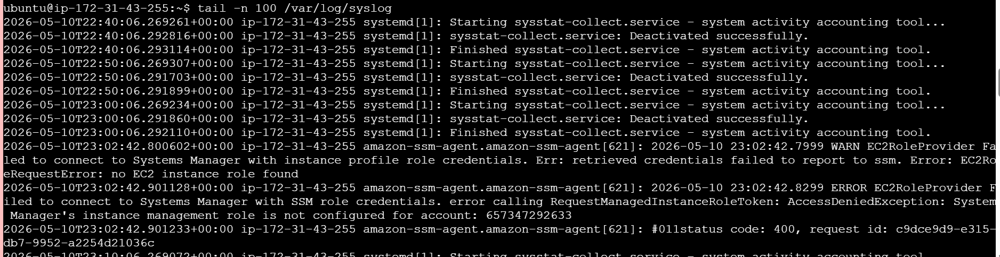 ubuntu@ip-172-31-43-255:~$ tail -n 100 /var/log/syslog
2026-05-10T22:40:06.269261+00:00 ip-172-31-43-255 systemd[1]: Starting sysstat-collect.service - system activity accounting tool...
2026-05-10T22:40:06.292816+00:00 ip-172-31-43-255 systemd[1]: sysstat-collect.service: Deactivated successfully.
2026-05-10T22:40:06.293114+00:00 ip-172-31-43-255 systemd[1]: Finished sysstat-collect.service - system activity accounting tool.
2026-05-10T22:50:06.269307+00:00 ip-172-31-43-255 systemd[1]: Starting sysstat-collect.service - system activity accounting tool...
2026-05-10T22:50:06.291703+00:00 ip-172-31-43-255 systemd[1]: sysstat-collect.service: Deactivated successfully.
2026-05-10T22:50:06.291899+00:00 ip-172-31-43-255 systemd[1]: Finished sysstat-collect.service - system activity accounting tool.
2026-05-10T23:00:06.269234+00:00 ip-172-31-43-255 systemd[1]: Starting sysstat-collect.service - system activity accounting tool...
2026-05-10T23:00:06.291860+00:00 ip-172-31-43-255 systemd[1]: sysstat-collect.service: Deactivated successfully.
2026-05-10T23:00:06.292110+00:00 ip-172-31-43-255 systemd[1]: Finished sysstat-collect.service - system activity accounting tool.
2026-05-10T23:02:42.800602+00:00 ip-172-31-43-255 amazon-ssm-agent.amazon-ssm-agent[621]: 2026-05-10 23:02:42.7999 WARN EC2RoleProvider Fa
led to connect to Systems Manager with instance profile role credentials. Err: retrieved credentials failed to report to ssm. Error: EC2Ro
eRequestError: no EC2 instance role found
2026-05-10T23:02:42.901128+00:00 ip-172-31-43-255 amazon-ssm-agent.amazon-ssm-agent[621]: 2026-05-10 23:02:42.8299 ERROR EC2RoleProvider F
iled to connect to Systems Manager with SSM role credentials. error calling RequestManagedInstanceRoleToken: AccessDeniedException: System
Manager's instance management role is not configured for account: 657347292633
2026-05-10T23:02:42.901233+00:00 ip-172-31-43-255 amazon-ssm-agent.amazon-ssm-agent[621]: #011status code: 400, request id: c9dce9d9-e315-
db7-9952-a2254d21036c
2026-05-10T23:10:06.269072+00:00 ip-172-31-43-255 systemd[1]: Starting sysstat-collect.service - system activity accounting tool